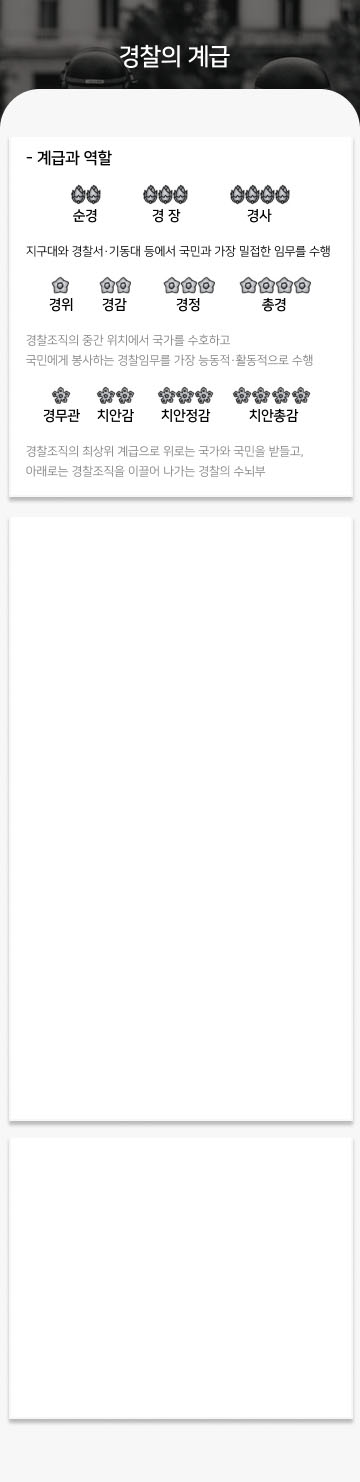 경찰의 계급
- 계급과 역할
순경 경 장 경사
지구대와 경찰서·기동대 등에서 국민과 가장 밀접한 임무를 수행
경위 경감 경정 총경
경찰조직의 중간 위치에서 국가를 수호하고
국민에게 봉사하는 경찰임무를 가장 능동적·활동적으로 수행
경무관 치안감 치안정감 치안총감
경찰조직의 최상위 계급으로 위로는 국가와 국민을 받들고,
아래로는 경찰조직을 이끌어 나가는 경찰의 수뇌부